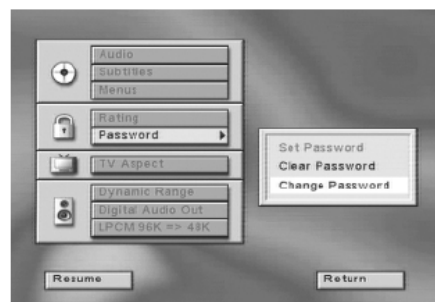 Audio
Subtitles
Menus
Rating
Password
TV Aspect
Dynamic Range
Digital Audio Out
LPCM 96K => 48K
Set Password
Clear Password
Change Password
Resume
Return